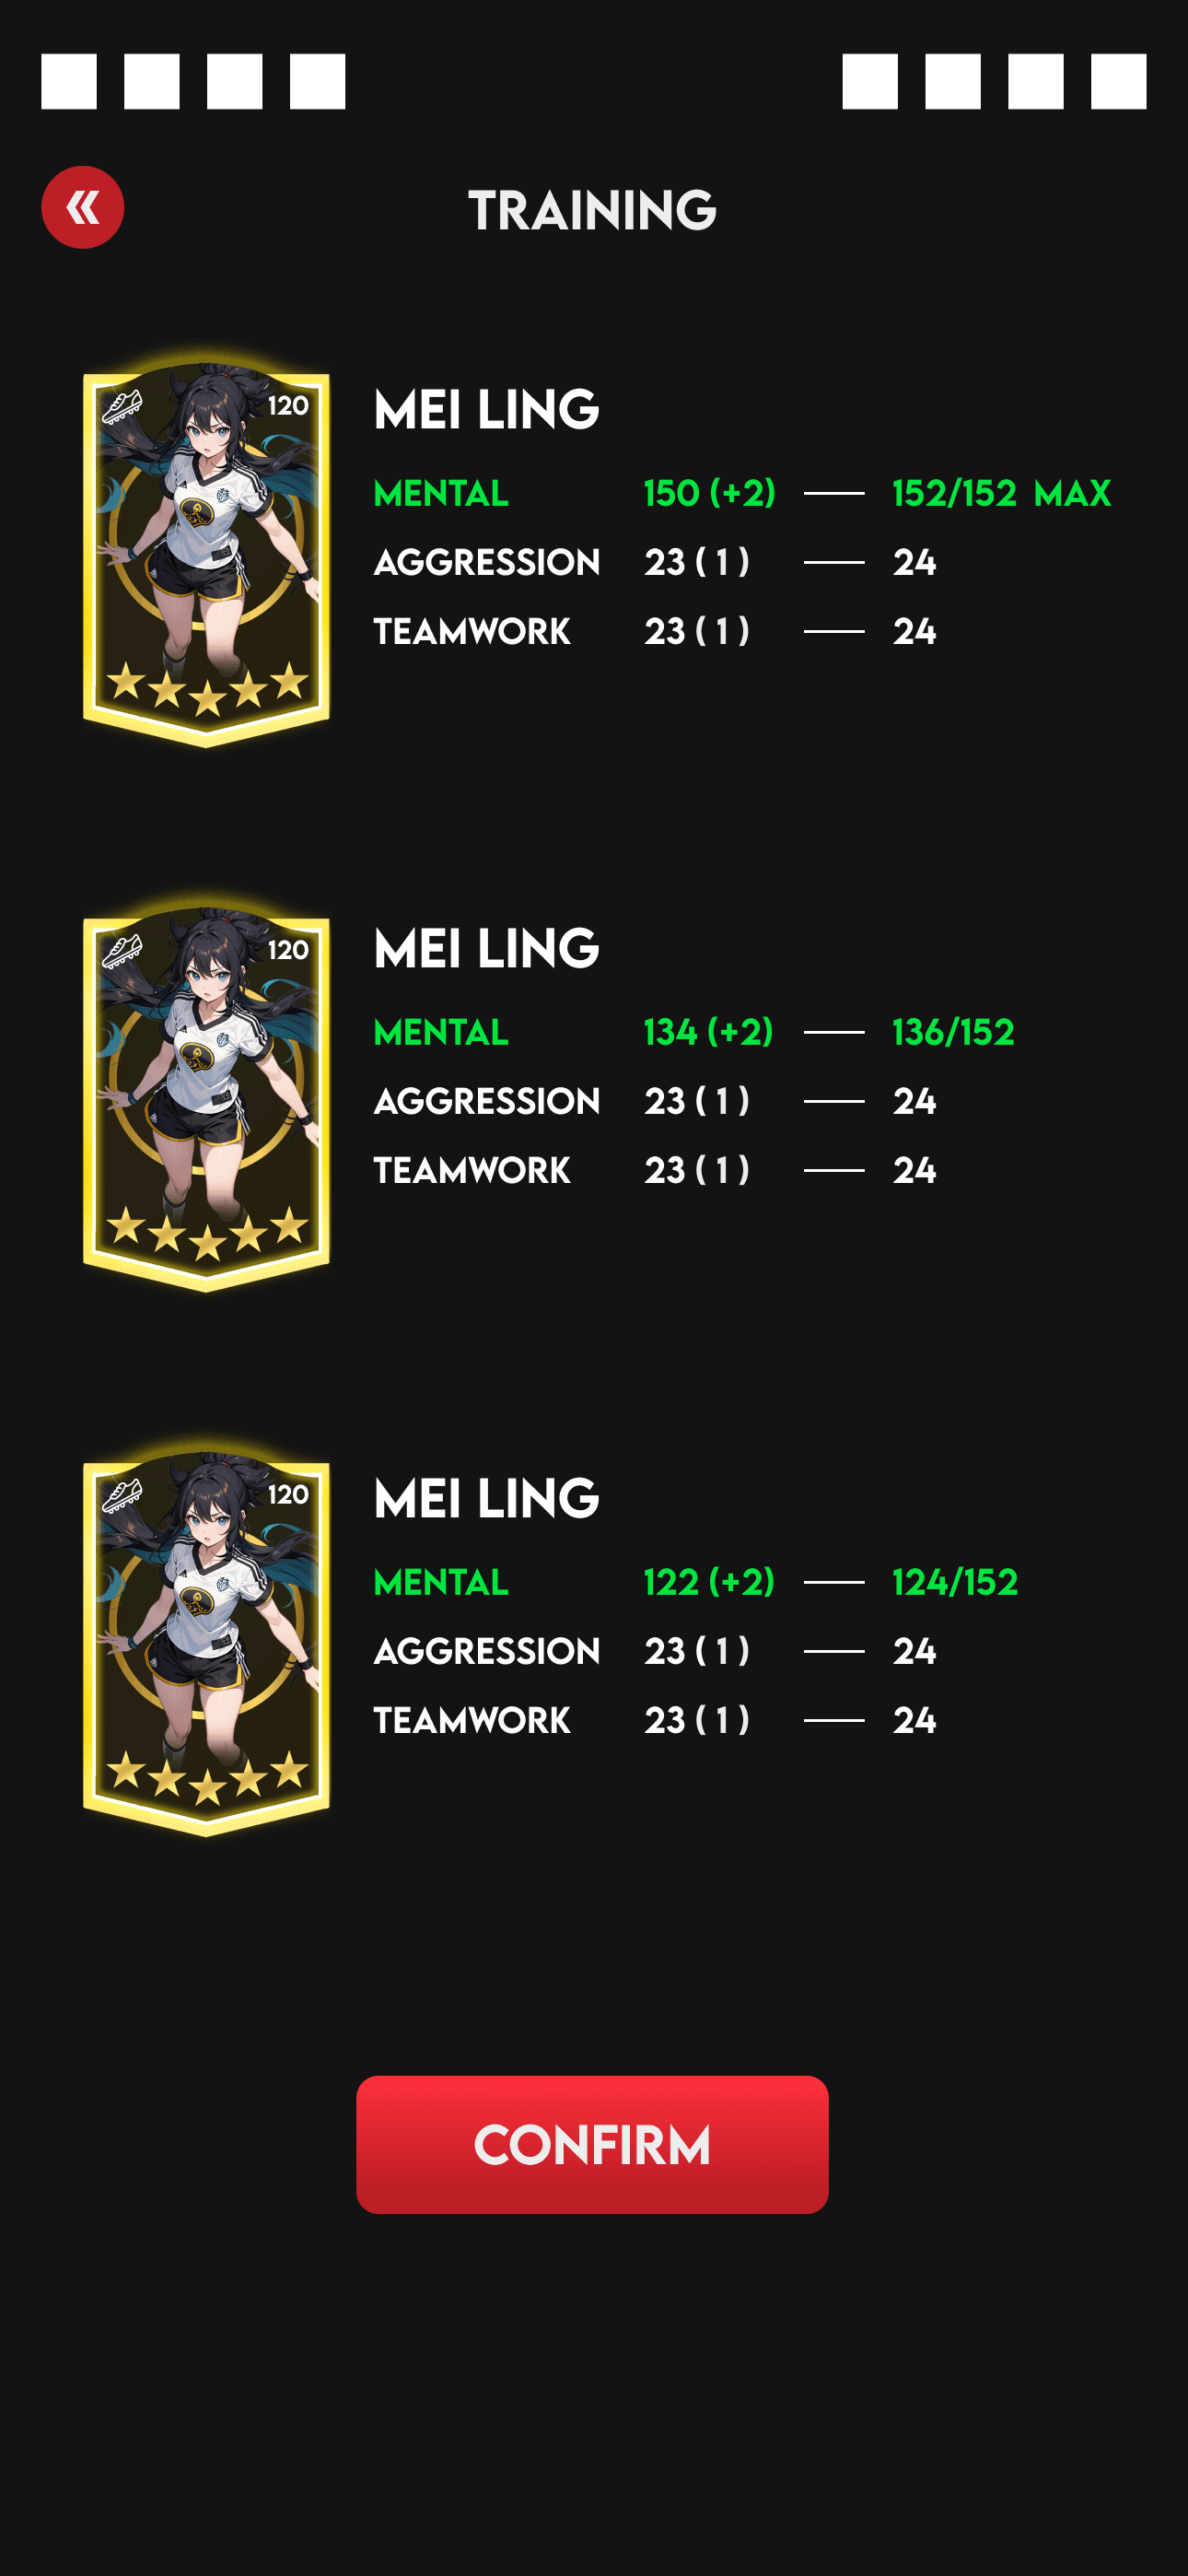 TRAINING
120
MEI LING
MENTAL 150 (+2) — 152/152 MAX
AGGRESSION 23 ( 1 ) — 24
TEAMWORK 23 ( 1 ) — 24
120
MEI LING
MENTAL 134 (+2) — 136/152
AGGRESSION 23 ( 1 ) — 24
TEAMWORK 23 ( 1 ) — 24
120
MEI LING
MENTAL 122 (+2) — 124/152
AGGRESSION 23 ( 1 ) — 24
TEAMWORK 23 ( 1 ) — 24
CONFIRM